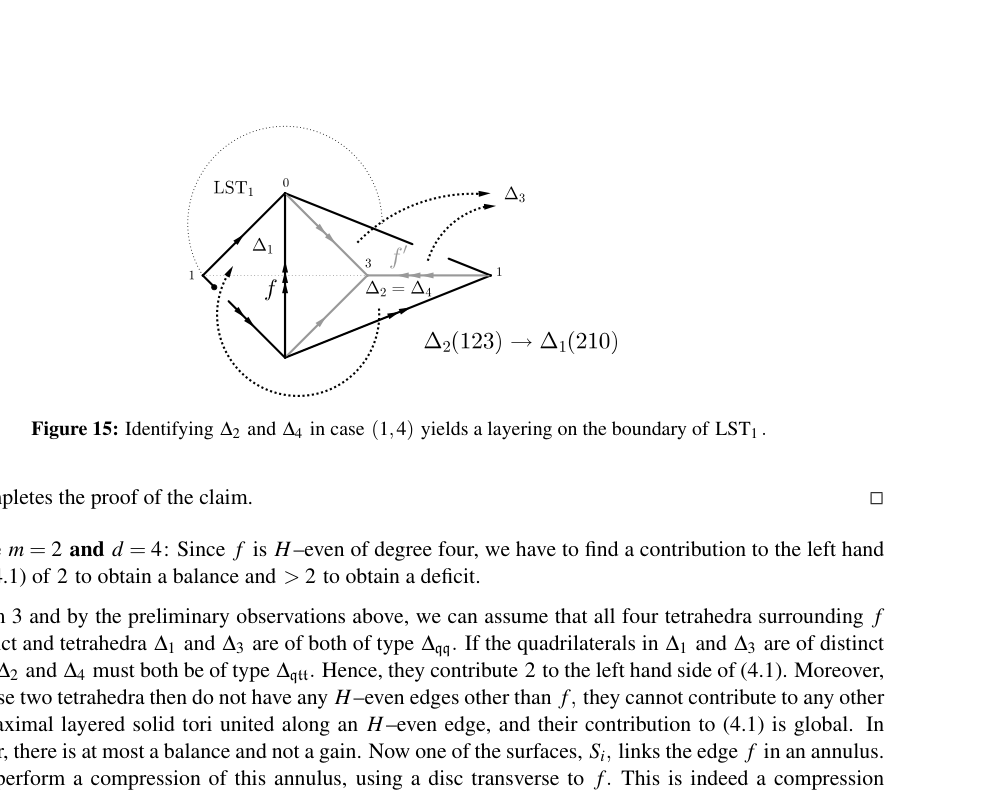 LST₁
0
Δ₃
Δ₁
3
f′
1
1
f
Δ₂ = Δ₄
Δ₂(123) → Δ₁(210)
Figure 15: Identifying Δ₂ and Δ₄ in case (1,4) yields a layering on the boundary of LST₁.
pletes the proof of the claim. □
m = 2 and d = 4: Since f is H–even of degree four, we have to find a contribution to the left hand
.1) of 2 to obtain a balance and > 2 to obtain a deficit.
3 and by the preliminary observations above, we can assume that all four tetrahedra surrounding f
ct and tetrahedra Δ₁ and Δ₃ are of both of type Δqq. If the quadrilaterals in Δ₁ and Δ₃ are of distinct
Δ₂ and Δ₄ must both be of type Δqtt. Hence, they contribute 2 to the left hand side of (4.1). Moreover,
se two tetrahedra then do not have any H–even edges other than f, they cannot contribute to any other
aximal layered solid tori united along an H–even edge, and their contribution to (4.1) is global. In
r, there is at most a balance and not a gain. Now one of the surfaces, Sᵢ, links the edge f in an annulus.
perform a compression of this annulus, using a disc transverse to f. This is indeed a compression